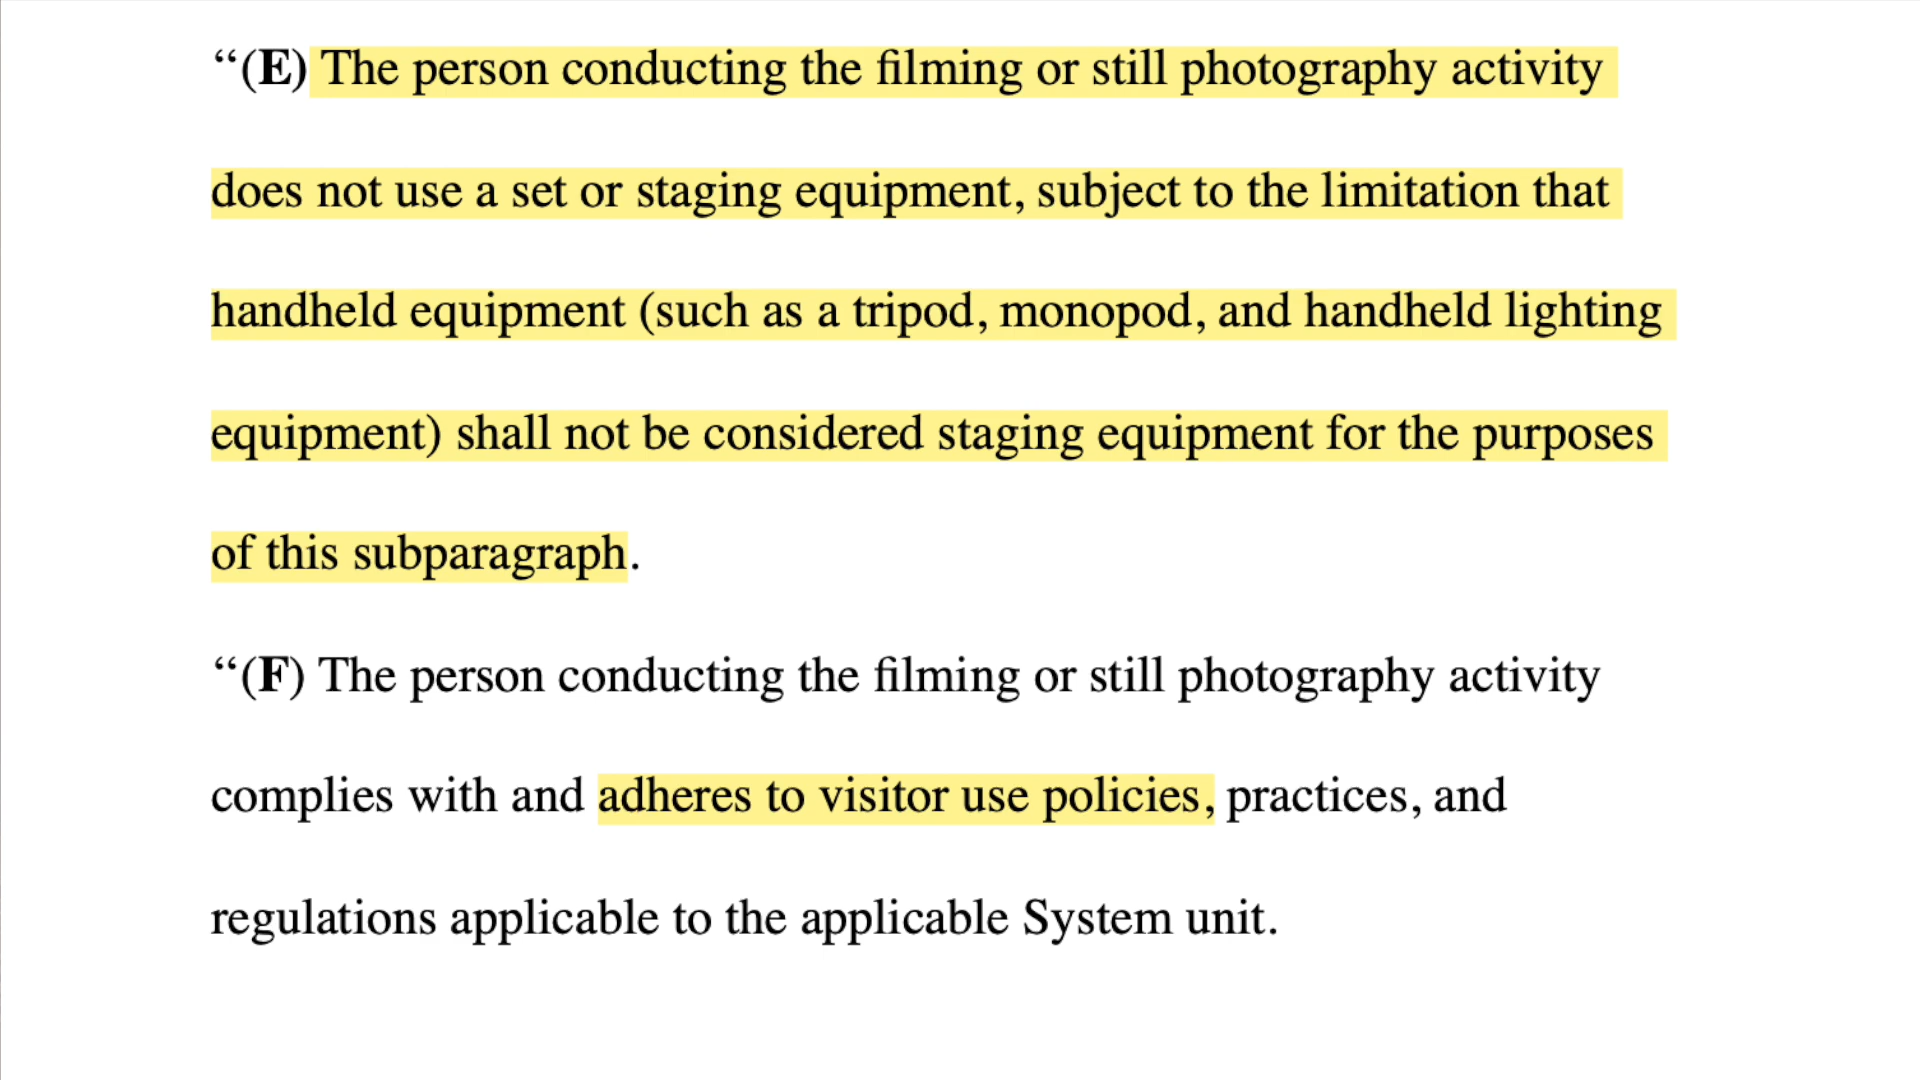 “(E) The person conducting the filming or still photography activity
does not use a set or staging equipment, subject to the limitation that
handheld equipment (such as a tripod, monopod, and handheld lighting
equipment) shall not be considered staging equipment for the purposes
of this subparagraph.
“(F) The person conducting the filming or still photography activity
complies with and adheres to visitor use policies, practices, and
regulations applicable to the applicable System unit.